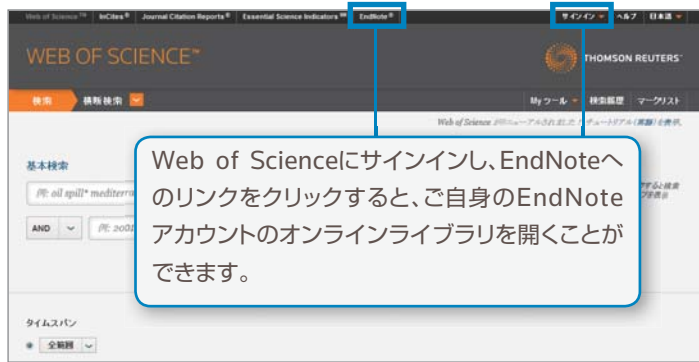 Web of Science™ InCites® Journal Citation Reports® Essential Science Indicators℠ EndNote® サインイン ヘルプ 日本語
WEB OF SCIENCE™ THOMSON REUTERS™
検索 横断検索 Myツール 検索履歴 マークリスト
Web of Science
(英語)
基本検索
例: oil spill* mediterra
AND 例: 2001
Web of Scienceにサインインし、EndNoteへ
のリンクをクリックすると、ご自身のEndNote
アカウントのオンラインライブラリを開くことが
できます。
タイムスパン
全範囲